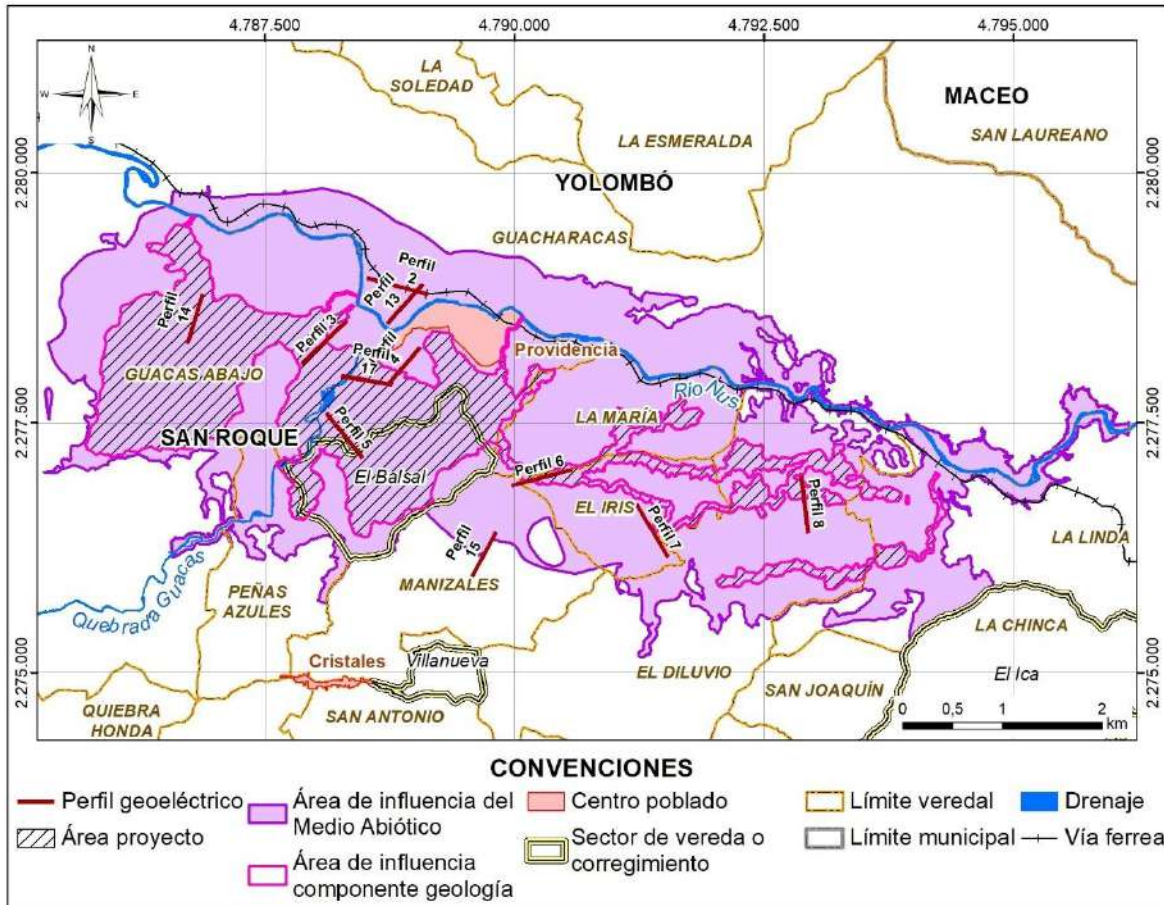 4.787.500
4.790.000
4.792.500
4.795.000
N
W
E
S
LA
SOLEDAD
MACEO
SAN LAUREANO
LA ESMERALDA
2.280.000
2.280.000
YOLOMBÓ
GUACHARACAS
Perfil
2
Perfil
13
Perfil
14
Perfil 3
Providencia
Perfil
17
Perfil
4
GUACAS ABAJO
Rio Nus
LA MARÍA
2.277.500
2.277.500
SAN ROQUE
Perfil 5
El Balsal
Perfil 6
EL IRIS
Perfil 7
Perfil 8
LA LINDA
Perfil
15
MANIZALES
PEÑAS
AZULES
Quebrada Guacas
LA CHINCA
Cristales
Villanueva
EL DILUVIO
SAN JOAQUÍN
El Ica
2.275.000
2.275.000
QUIEBRA
HONDA
SAN ANTONIO
0 0,5 1 2
km
CONVENCIONES
Perfil geoeléctrico
Área de influencia del
Medio Abiótico
Centro poblado
Límite veredal
Drenaje
Área proyecto
Área de influencia
componente geología
Sector de vereda o
corregimiento
Límite municipal
Vía ferrea